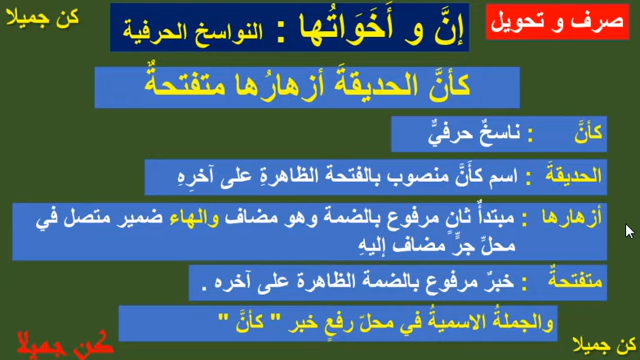 كن جميلا
إنَّ و أَخَوَاتُها : النواسخ الحرفية
صرف و تحويل
كأنَّ الحديقةَ أزهارُها متفتحةٌ
كأنَّ : ناسخٌ حرفيٌّ
الحديقةَ : اسم كأَنَّ منصوب بالفتحة الظاهرةِ على آخرِهِ
أزهارها : مبتدأٌ ثانٍ مرفوع بالضمة وهو مضاف والهاء ضمير متصل في
محلِّ جرٍّ مضاف إليهِ
متفتحةٌ : خبرٌ مرفوع بالضمة الظاهرة على آخره .
والجملةُ الاسميةُ في محلّ رفعٍ خبر " كأنَّ "
كن جميلا
كن جميلا